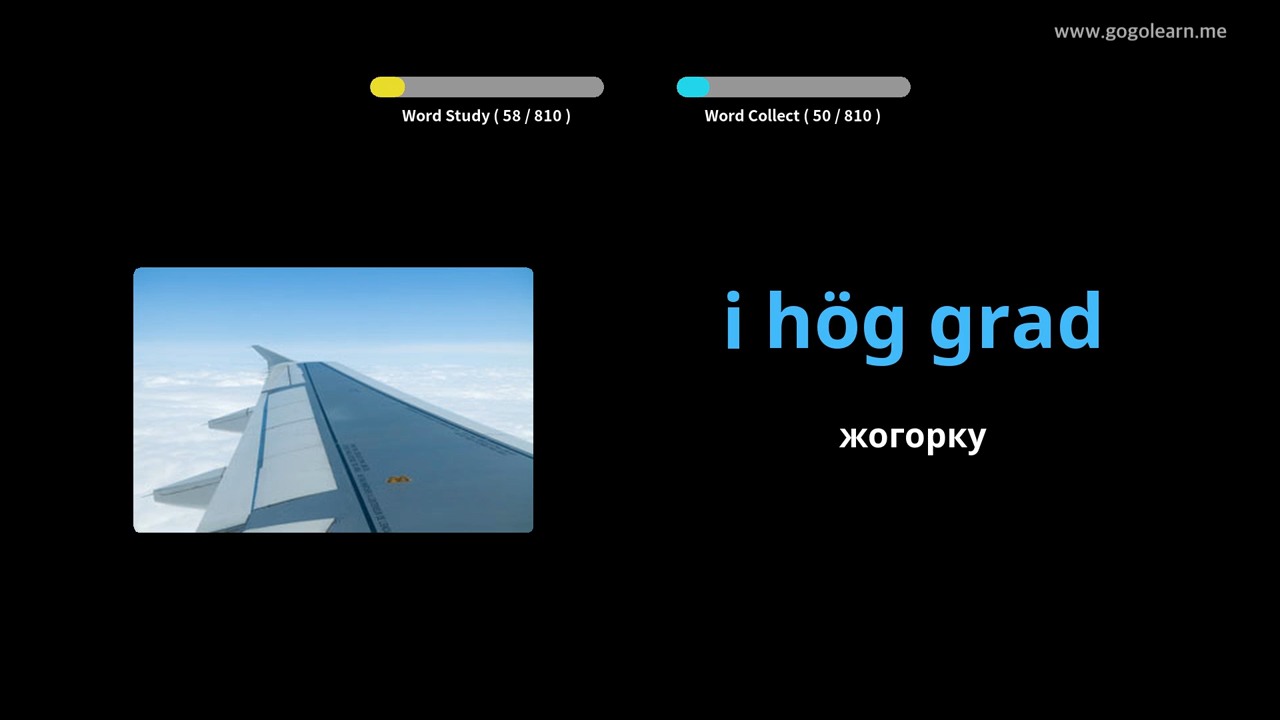 www.gogolearn.me
Word Study ( 58 / 810 )
Word Collect ( 50 / 810 )
i hög grad
жогорку